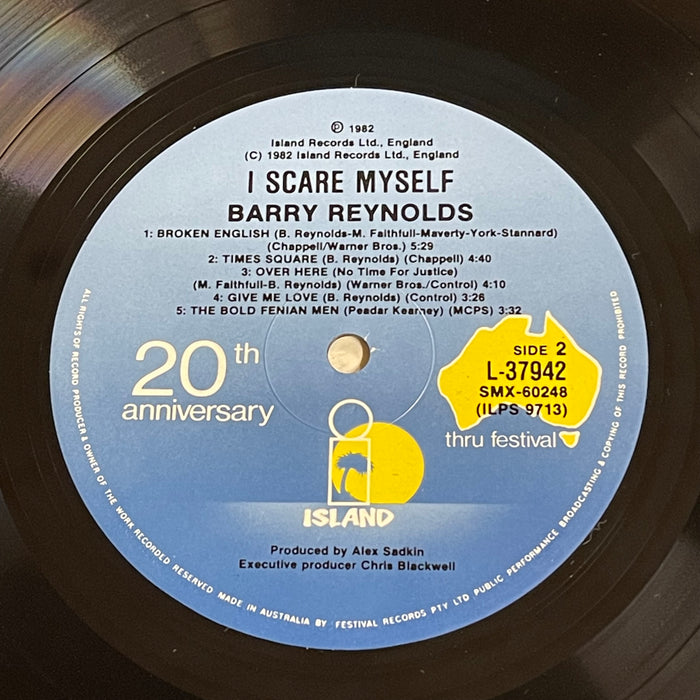 ℗ 1982
Island Records Ltd., England
(C) 1982 Island Records Ltd., England
I SCARE MYSELF
BARRY REYNOLDS
1: BROKEN ENGLISH (B. Reynolds-M. Faithfull-Maverty-York-Stannard)
(Chappell/Warner Bros.) 5:29
2: TIMES SQUARE (B. Reynolds) (Chappell) 4:40
3: OVER HERE (No Time For Justice)
(M. Faithfull-B. Reynolds) (Warner Bros./Control) 4:10
4: GIVE ME LOVE (B. Reynolds) (Control) 3:26
5: THE BOLD FENIAN MEN (Peadar Kearney) (MCPS) 3:32
20th
anniversary
SIDE 2
L-37942
SMX-60248
(ILPS 9713)
thru festival
ISLAND
Produced by Alex Sadkin
Executive producer Chris Blackwell
ALL RIGHTS OF RECORD PRODUCER & OWNER OF THE WORK RECORDED RESERVED MADE IN AUSTRALIA BY FESTIVAL RECORDS PTY LTD PUBLIC PERFORMANCE BROADCASTING & COPYING OF THIS RECORD PROHIBITED